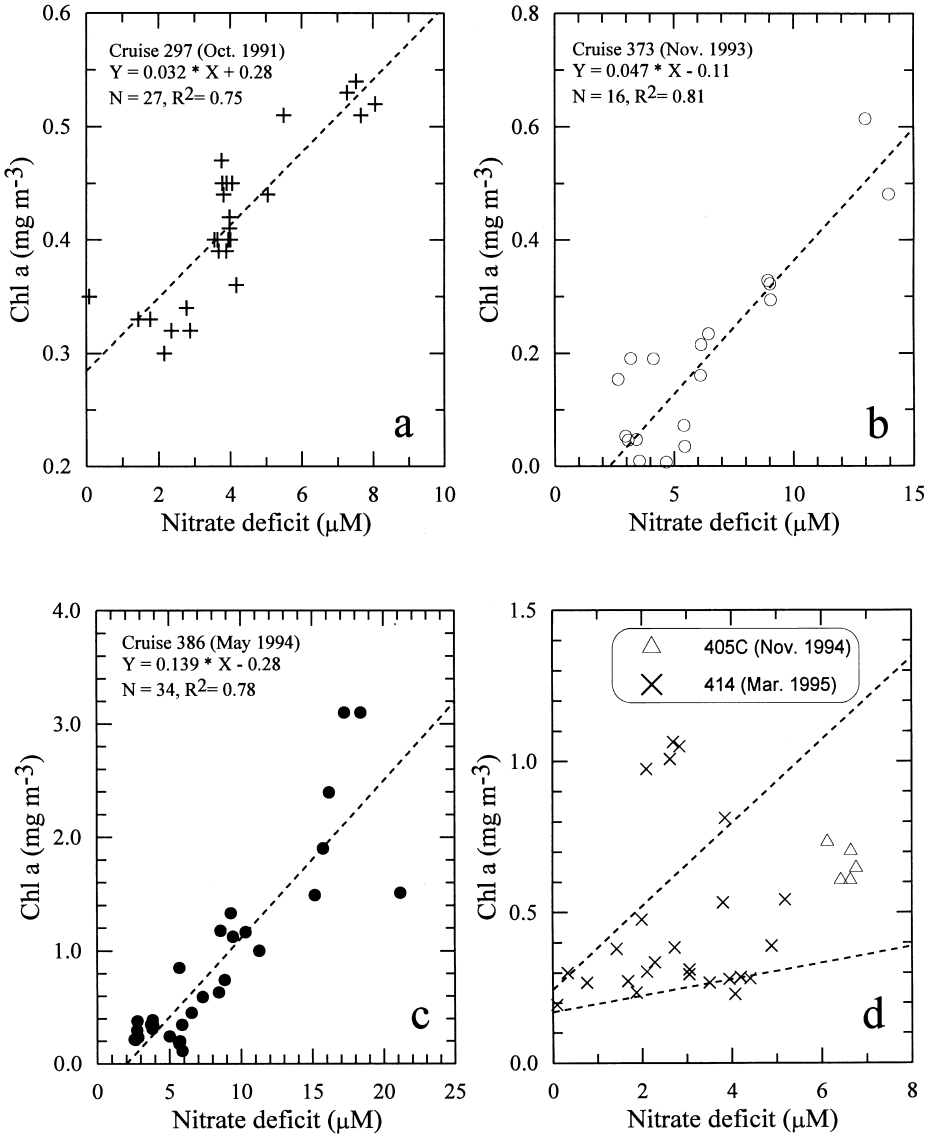 Cruise 297 (Oct. 1991)
Y = 0.032 * X + 0.28
N = 27, R2= 0.75
0.6
0.5
0.4
0.3
0.2
Chl a (mg m-3)
0 2 4 6 8 10
Nitrate deficit (μM)
a
Cruise 373 (Nov. 1993)
Y = 0.047 * X - 0.11
N = 16, R2= 0.81
0.8
0.6
0.4
0.2
0.0
Chl a (mg m-3)
0 5 10 15
Nitrate deficit (μM)
b
Cruise 386 (May 1994)
Y = 0.139 * X - 0.28
N = 34, R2= 0.78
4.0
3.0
2.0
1.0
0.0
Chl a (mg m-3)
0 5 10 15 20 25
Nitrate deficit (μM)
c
405C (Nov. 1994)
414 (Mar. 1995)
1.5
1.0
0.5
0.0
Chl a (mg m-3)
0 2 4 6 8
Nitrate deficit (μM)
d